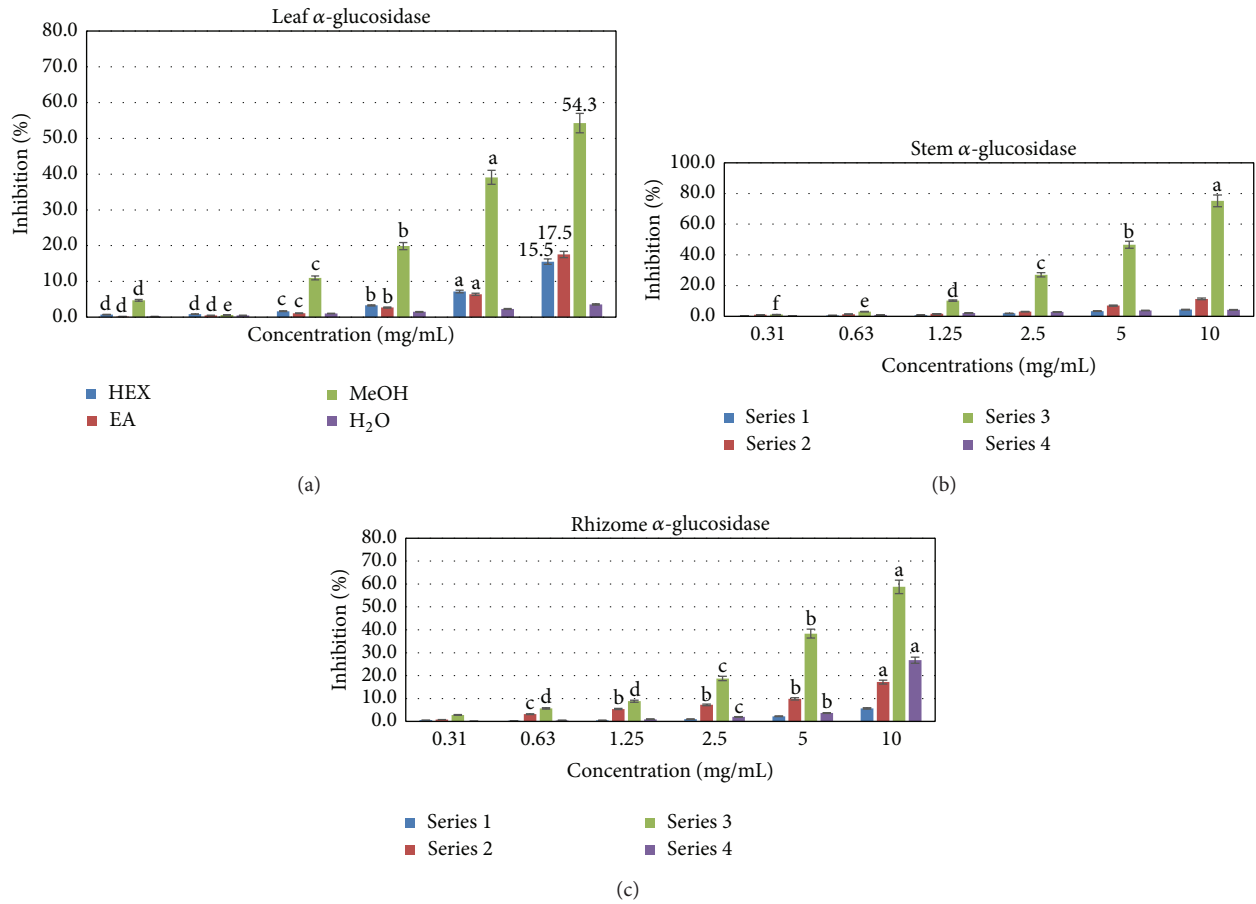 Leaf α-glucosidase
80.0
70.0
60.0
50.0
40.0
30.0
20.0
10.0
0.0
Inhibition (%)
d d d
d d e
c c c
b b b
a a a
15.5 17.5 54.3
Concentration (mg/mL)
HEX MeOH
EA H₂O
(a)
Stem α-glucosidase
100.0
80.0
60.0
40.0
20.0
0.0
Inhibition (%)
f e d c b a
0.31 0.63 1.25 2.5 5 10
Concentrations (mg/mL)
Series 1 Series 3
Series 2 Series 4
(b)
Rhizome α-glucosidase
80.0
70.0
60.0
50.0
40.0
30.0
20.0
10.0
0.0
Inhibition (%)
c d
b d
b c c
b b b
a a a
0.31 0.63 1.25 2.5 5 10
Concentration (mg/mL)
Series 1 Series 3
Series 2 Series 4
(c)